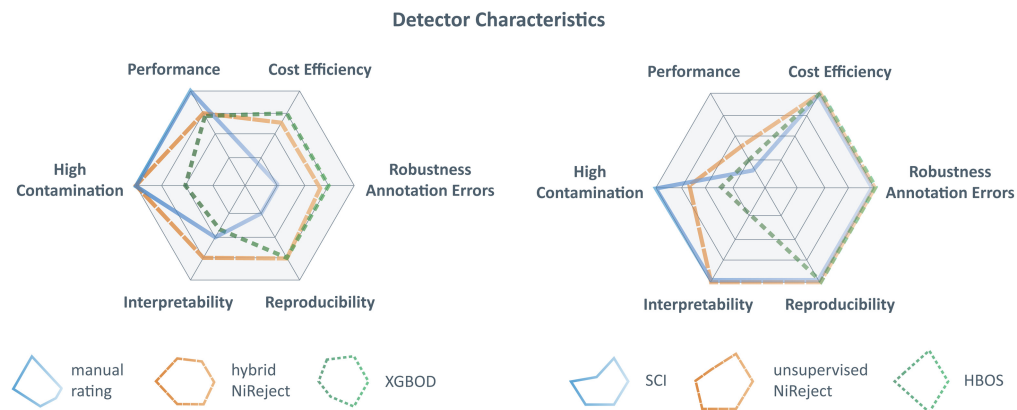 Detector Characteristics
Performance
Cost Efficiency
High
Contamination
Robustness
Annotation Errors
Interpretability
Reproducibility
Performance
Cost Efficiency
High
Contamination
Robustness
Annotation Errors
Interpretability
Reproducibility
manual
rating
hybrid
NiReject
XGBOD
SCI
unsupervised
NiReject
HBOS